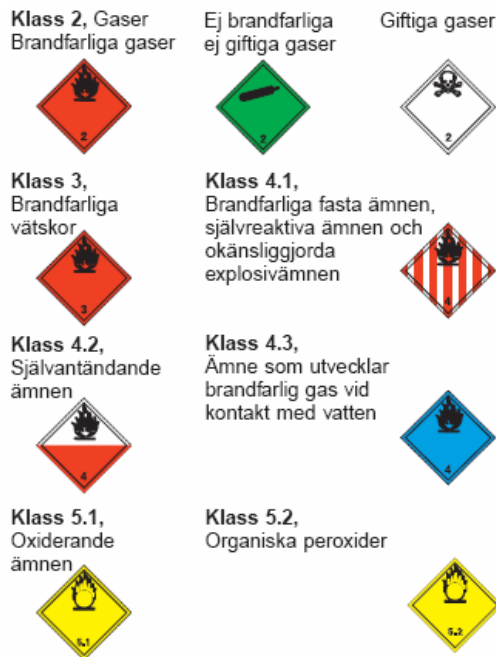 Klass 2, Gaser
Brandfarliga gaser
2
Ej brandfarliga
ej giftiga gaser
2
Giftiga gaser
2
Klass 3,
Brandfarliga
vätskor
3
Klass 4.1,
Brandfarliga fasta ämnen,
självreaktiva ämnen och
okänsliggjorda
explosivämnen
4
Klass 4.2,
Självantändande
ämnen
4
Klass 4.3,
Ämne som utvecklar
brandfarlig gas vid
kontakt med vatten
4
Klass 5.1,
Oxiderande
ämnen
5.1
Klass 5.2,
Organiska peroxider
5.2